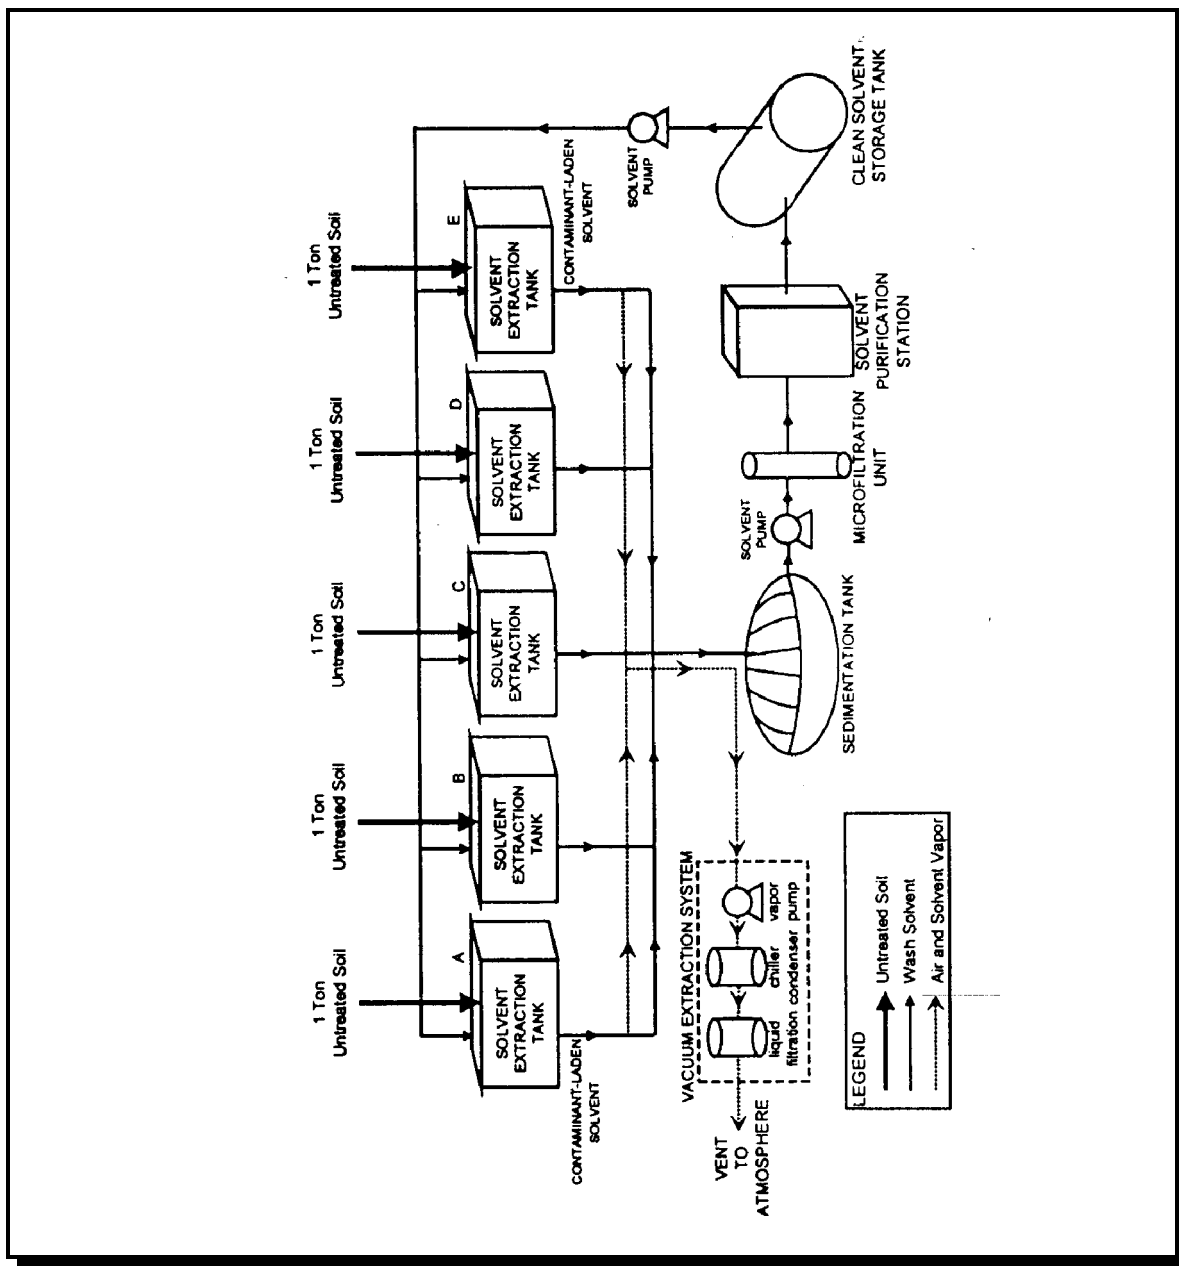 1 Ton
Untreated Soil
1 Ton
Untreated Soil
1 Ton
Untreated Soil
1 Ton
Untreated Soil
1 Ton
Untreated Soil
A
SOLVENT
EXTRACTION
TANK
B
SOLVENT
EXTRACTION
TANK
C
SOLVENT
EXTRACTION
TANK
D
SOLVENT
EXTRACTION
TANK
E
SOLVENT
EXTRACTION
TANK
CONTAMINANT-LADEN
SOLVENT
CONTAMINANT-LADEN
SOLVENT
SOLVENT
PUMP
VACUUM EXTRACTION SYSTEM
VENT
TO
ATMOSPHERE
liquid
filtration
chiller
condenser
vapor
pump
SEDIMENTATION TANK
SOLVENT
PUMP
MICROFILTRATION
UNIT
SOLVENT
PURIFICATION
STATION
CLEAN SOLVENT
STORAGE TANK
LEGEND
Untreated Soil
Wash Solvent
Air and Solvent Vapor